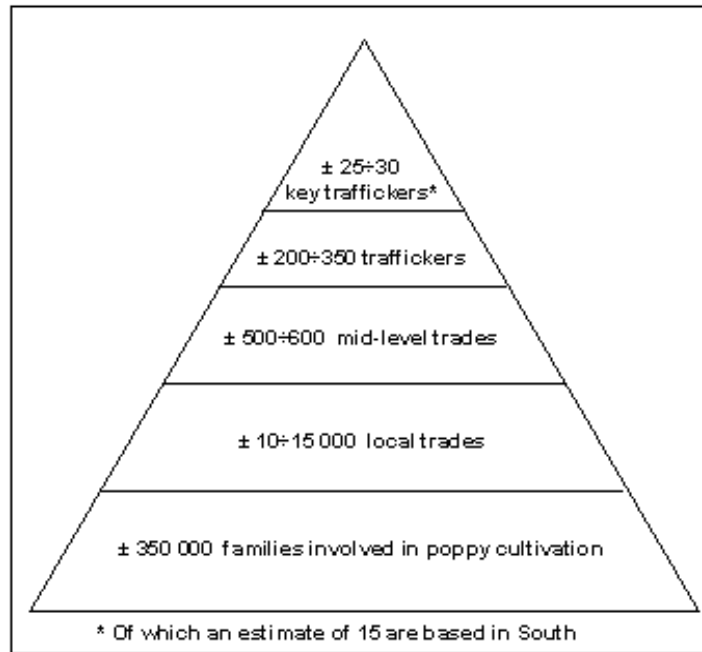 ± 25÷30
key traffickers*
± 200÷350 traffickers
± 500÷600 mid-level trades
± 10÷15 000 local trades
± 350 000 families involved in poppy cultivation
* Of which an estimate of 15 are based in South